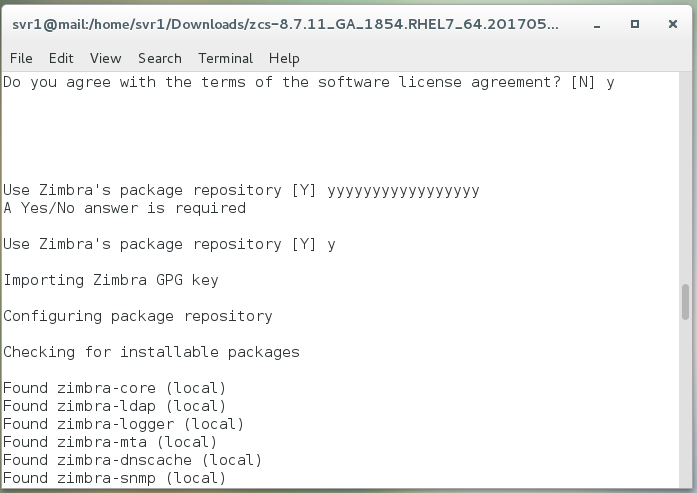 svr1@mail:/home/svr1/Downloads/zcs-8.7.11_GA_1854.RHEL7_64.201705...
File Edit View Search Terminal Help
Do you agree with the terms of the software license agreement? [N] y
Use Zimbra's package repository [Y] yyyyyyyyyyyyyyyyy
A Yes/No answer is required
Use Zimbra's package repository [Y] y
Importing Zimbra GPG key
Configuring package repository
Checking for installable packages
Found zimbra-core (local)
Found zimbra-ldap (local)
Found zimbra-logger (local)
Found zimbra-mta (local)
Found zimbra-dnscache (local)
Found zimbra-snmp (local)